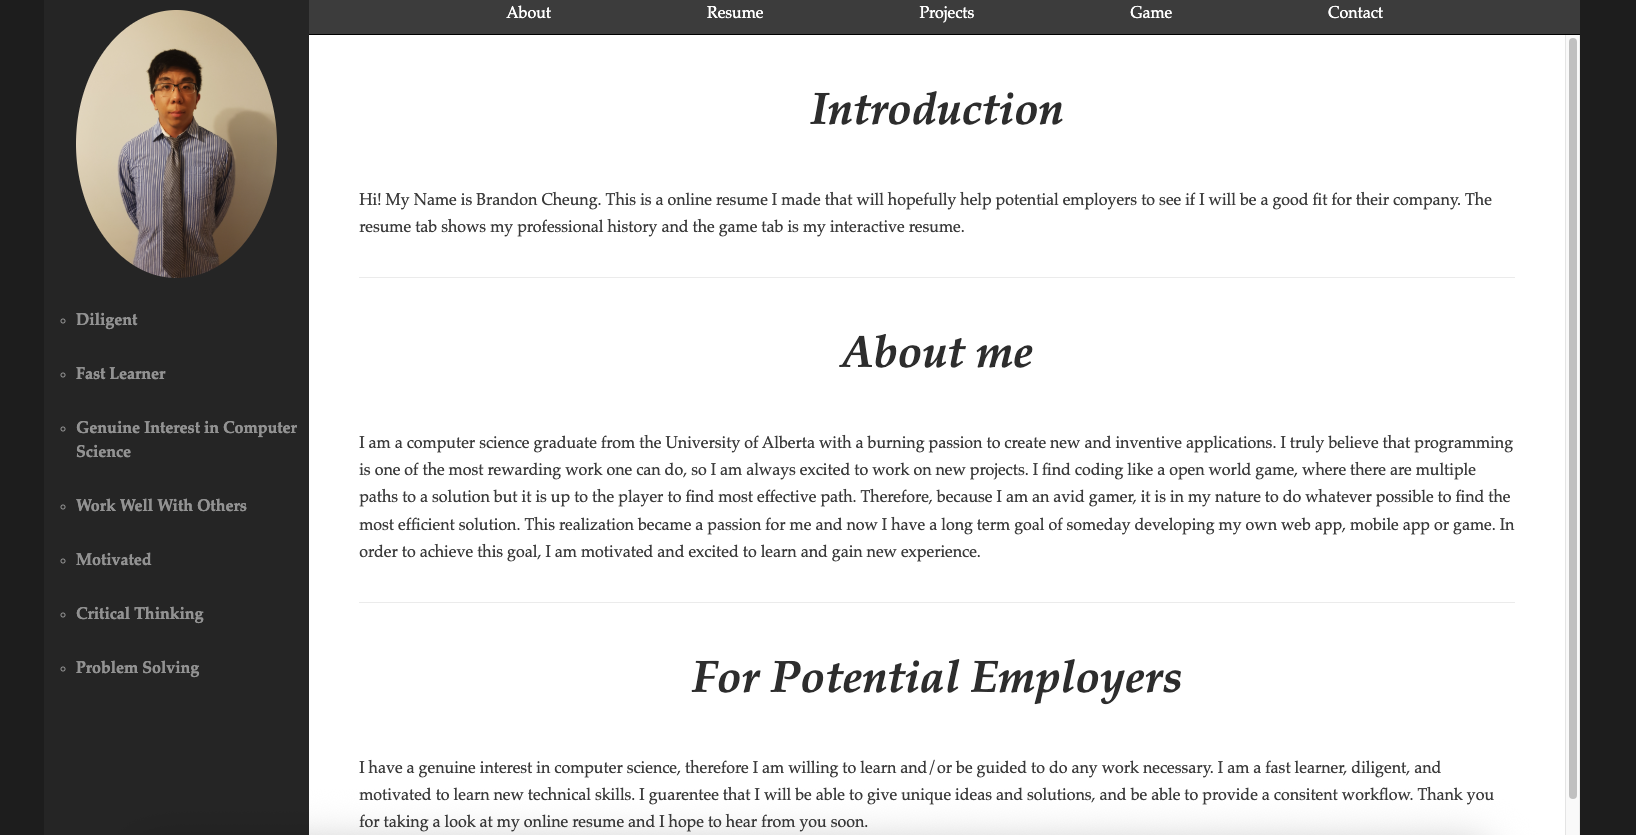 About Resume Projects Game Contact
Diligent
Fast Learner
Genuine Interest in Computer
Science
Work Well With Others
Motivated
Critical Thinking
Problem Solving
Introduction
Hi! My Name is Brandon Cheung. This is a online resume I made that will hopefully help potential employers to see if I will be a good fit for their company. The
resume tab shows my professional history and the game tab is my interactive resume.
About me
I am a computer science graduate from the University of Alberta with a burning passion to create new and inventive applications. I truly believe that programming
is one of the most rewarding work one can do, so I am always excited to work on new projects. I find coding like a open world game, where there are multiple
paths to a solution but it is up to the player to find most effective path. Therefore, because I am an avid gamer, it is in my nature to do whatever possible to find the
most efficient solution. This realization became a passion for me and now I have a long term goal of someday developing my own web app, mobile app or game. In
order to achieve this goal, I am motivated and excited to learn and gain new experience.
For Potential Employers
I have a genuine interest in computer science, therefore I am willing to learn and/or be guided to do any work necessary. I am a fast learner, diligent, and
motivated to learn new technical skills. I guarentee that I will be able to give unique ideas and solutions, and be able to provide a consitent workflow. Thank you
for taking a look at my online resume and I hope to hear from you soon.